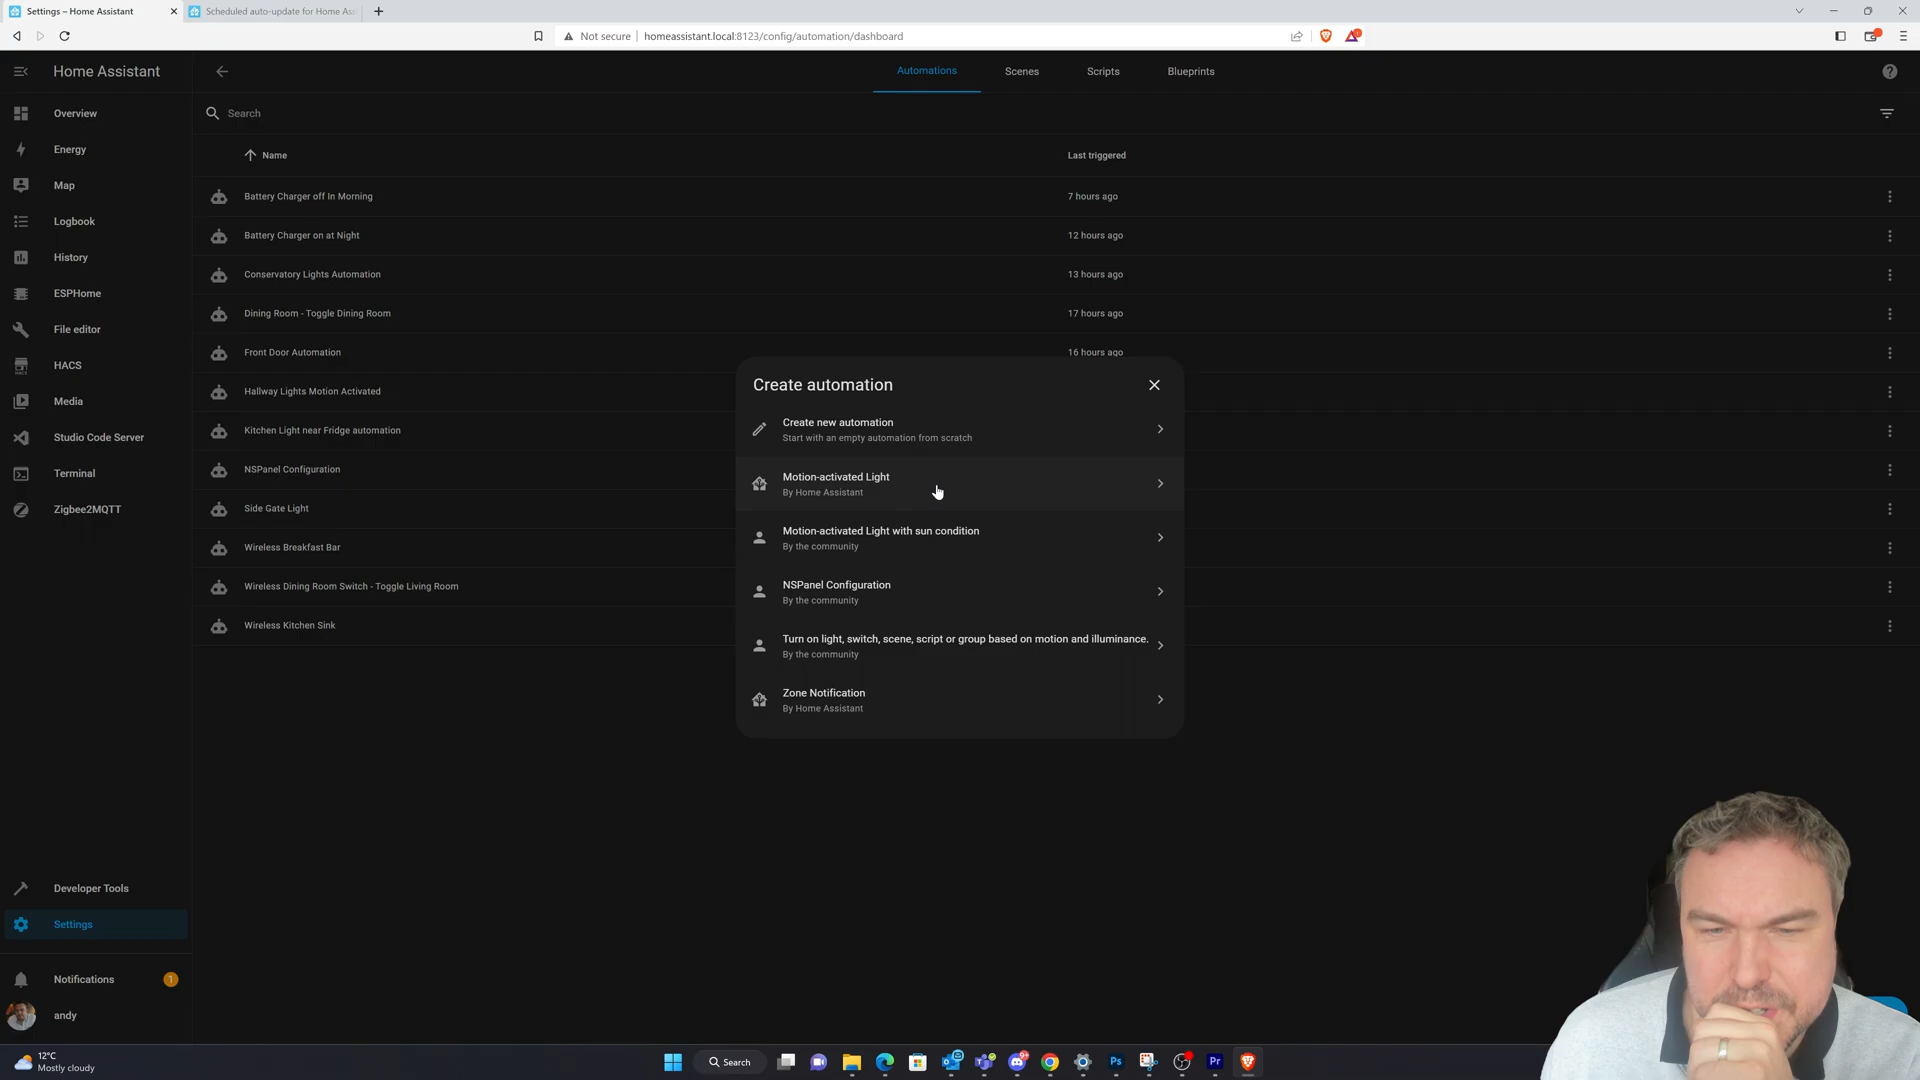 Settings – Home Assistant
Scheduled auto-update for Home Ass
Not secure
homeassistant.local:8123/config/automation/dashboard
Home Assistant
Automations
Scenes
Scripts
Blueprints
Overview
Energy
Map
Logbook
History
ESPHome
File editor
HACS
Media
Studio Code Server
Terminal
Zigbee2MQTT
Developer Tools
Settings
Notifications
1
andy
Search
Name
Last triggered
Battery Charger off In Morning
7 hours ago
Battery Charger on at Night
12 hours ago
Conservatory Lights Automation
13 hours ago
Dining Room - Toggle Dining Room
17 hours ago
Front Door Automation
16 hours ago
Hallway Lights Motion Activated
Kitchen Light near Fridge automation
NSPanel Configuration
Side Gate Light
Wireless Breakfast Bar
Wireless Dining Room Switch - Toggle Living Room
Wireless Kitchen Sink
Create automation
Create new automation
Start with an empty automation from scratch
Motion-activated Light
By Home Assistant
Motion-activated Light with sun condition
By the community
NSPanel Configuration
By the community
Turn on light, switch, scene, script or group based on motion and illuminance.
By the community
Zone Notification
By Home Assistant
12°C
Mostly cloudy
Search
Ps
Pr